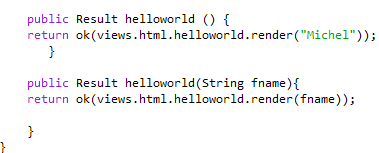 public Result helloworld () {
return ok(views.html.helloworld.render("Michel"));
}
public Result helloworld(String fname){
return ok(views.html.helloworld.render(fname));
}
}